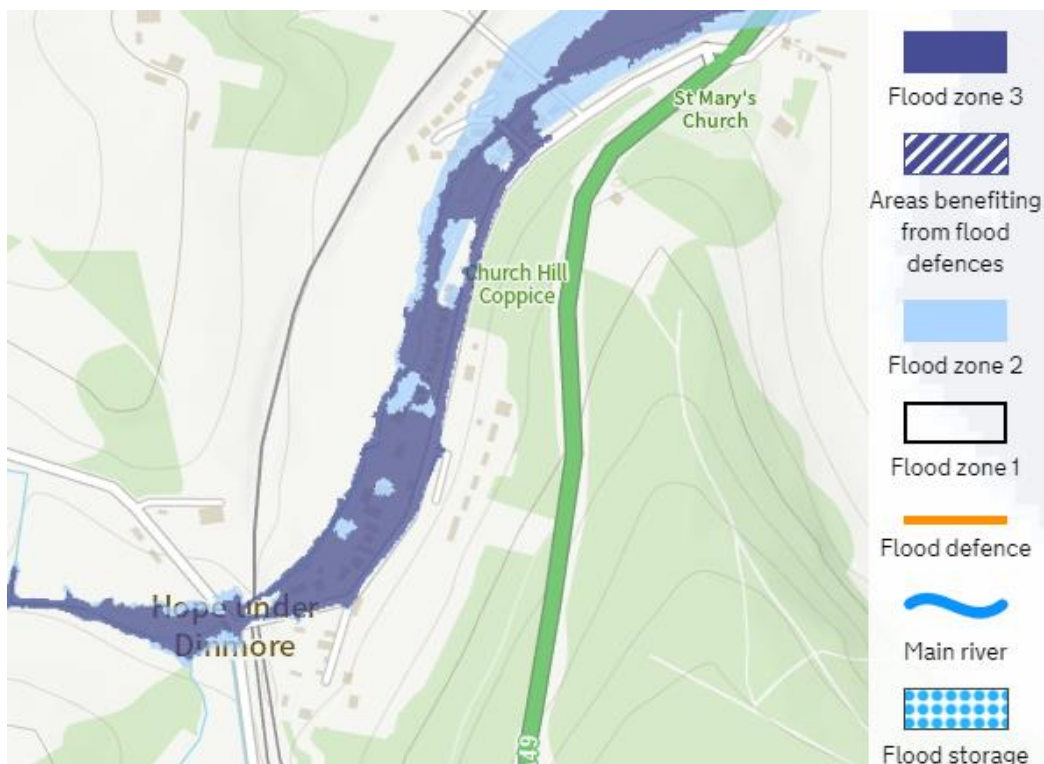 St Mary's
Church
Church Hill
Coppice
Hope under
Dinmore
49
Flood zone 3
Areas benefiting
from flood
defences
Flood zone 2
Flood zone 1
Flood defence
Main river
Flood storage